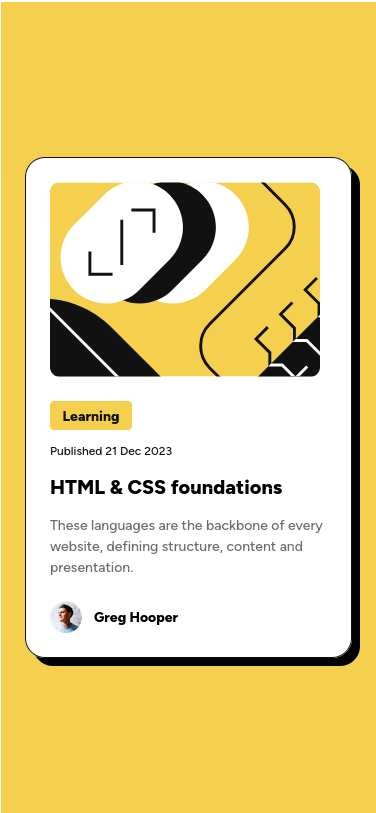 Learning
Published 21 Dec 2023
HTML & CSS foundations
These languages are the backbone of every
website, defining structure, content and
presentation.
Greg Hooper